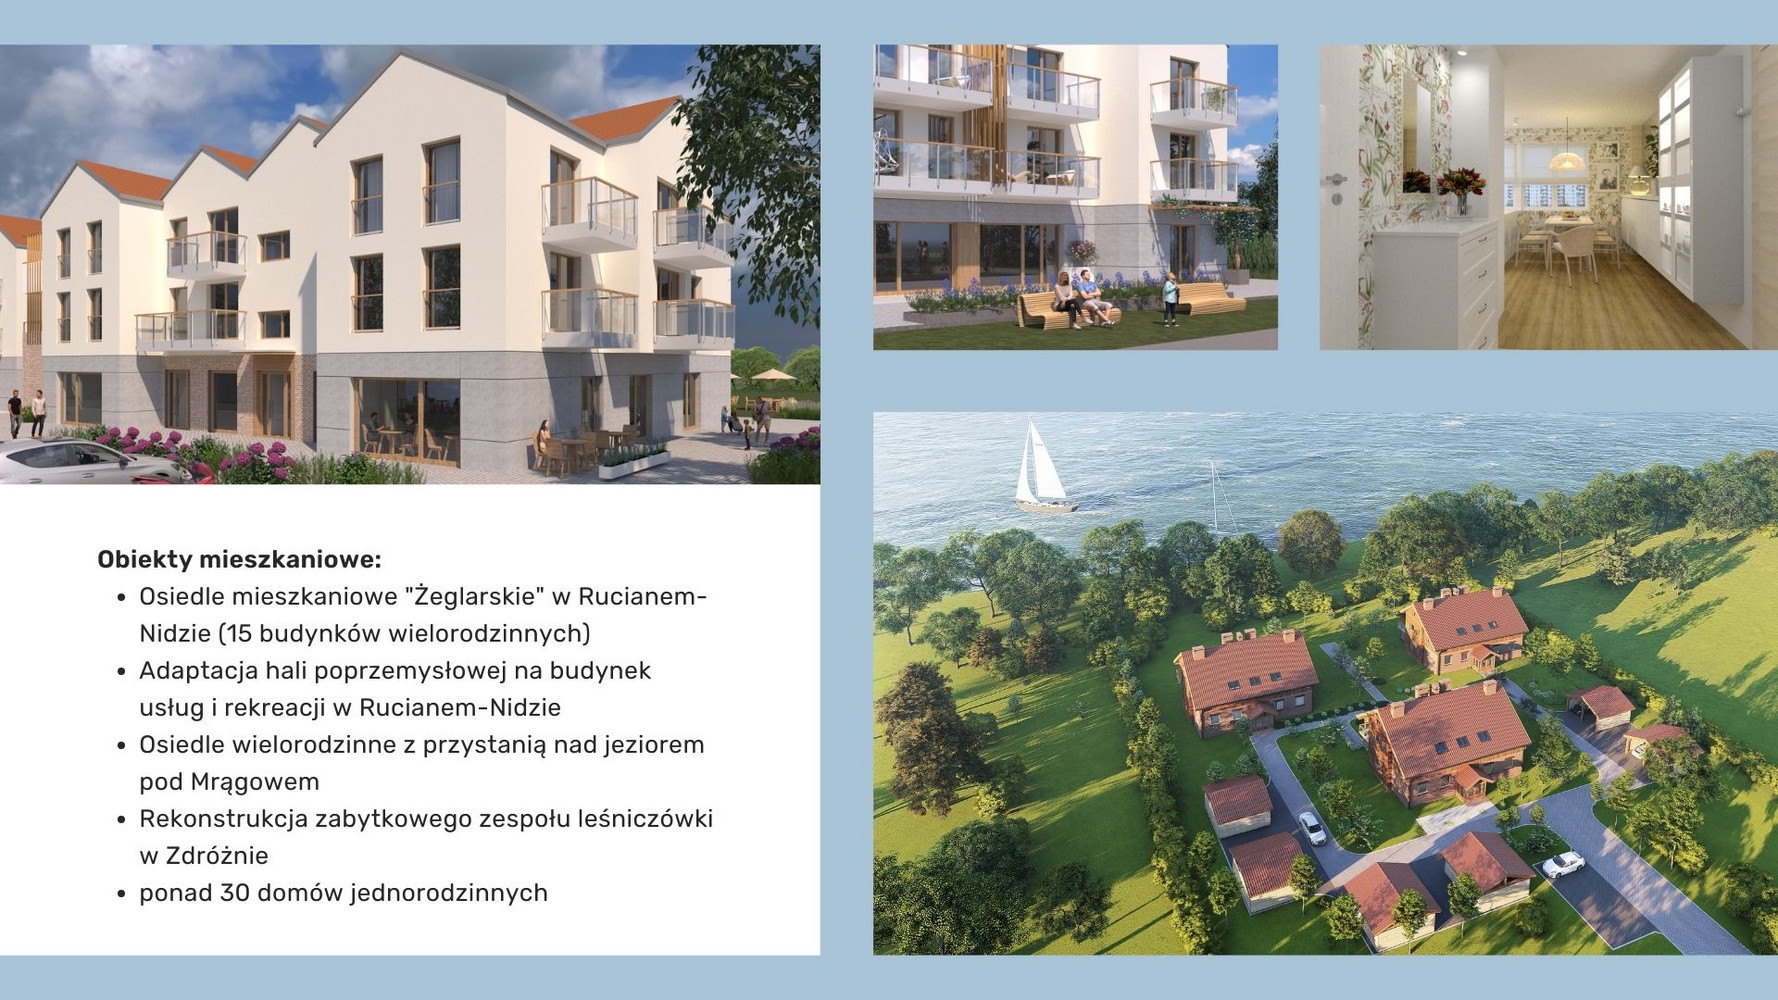 Obiekty mieszkaniowe:
• Osiedle mieszkaniowe "Żeglarskie" w Rucianem-
Nidzie (15 budynków wielorodzinnych)
• Adaptacja hali poprzemysłowej na budynek
usług i rekreacji w Rucianem-Nidzie
• Osiedle wielorodzinne z przystanią nad jeziorem
pod Mrągowem
• Rekonstrukcja zabytkowego zespołu leśniczówki
w Zdróżnie
• ponad 30 domów jednorodzinnych